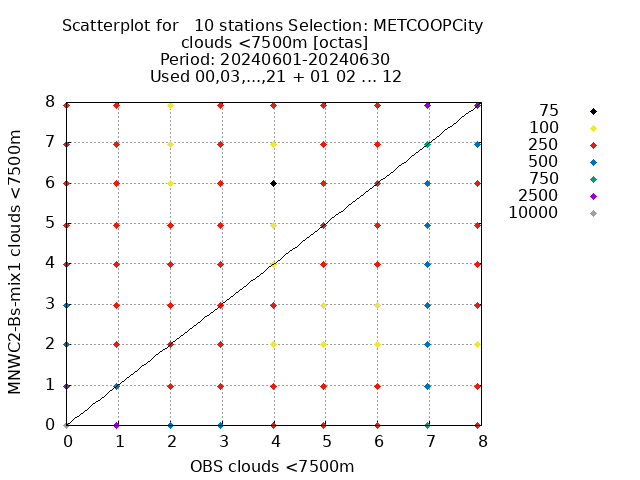 Scatterplot for   10 stations Selection: METCOOPCity
clouds <7500m [octas]
Period: 20240601-20240630
Used 00,03,...,21 + 01 02 ... 12
MNWC2-Bs-mix1 clouds <7500m
8
7
6
5
4
3
2
1
0
0 1 2 3 4 5 6 7 8
OBS clouds <7500m
75
100
250
500
750
2500
10000